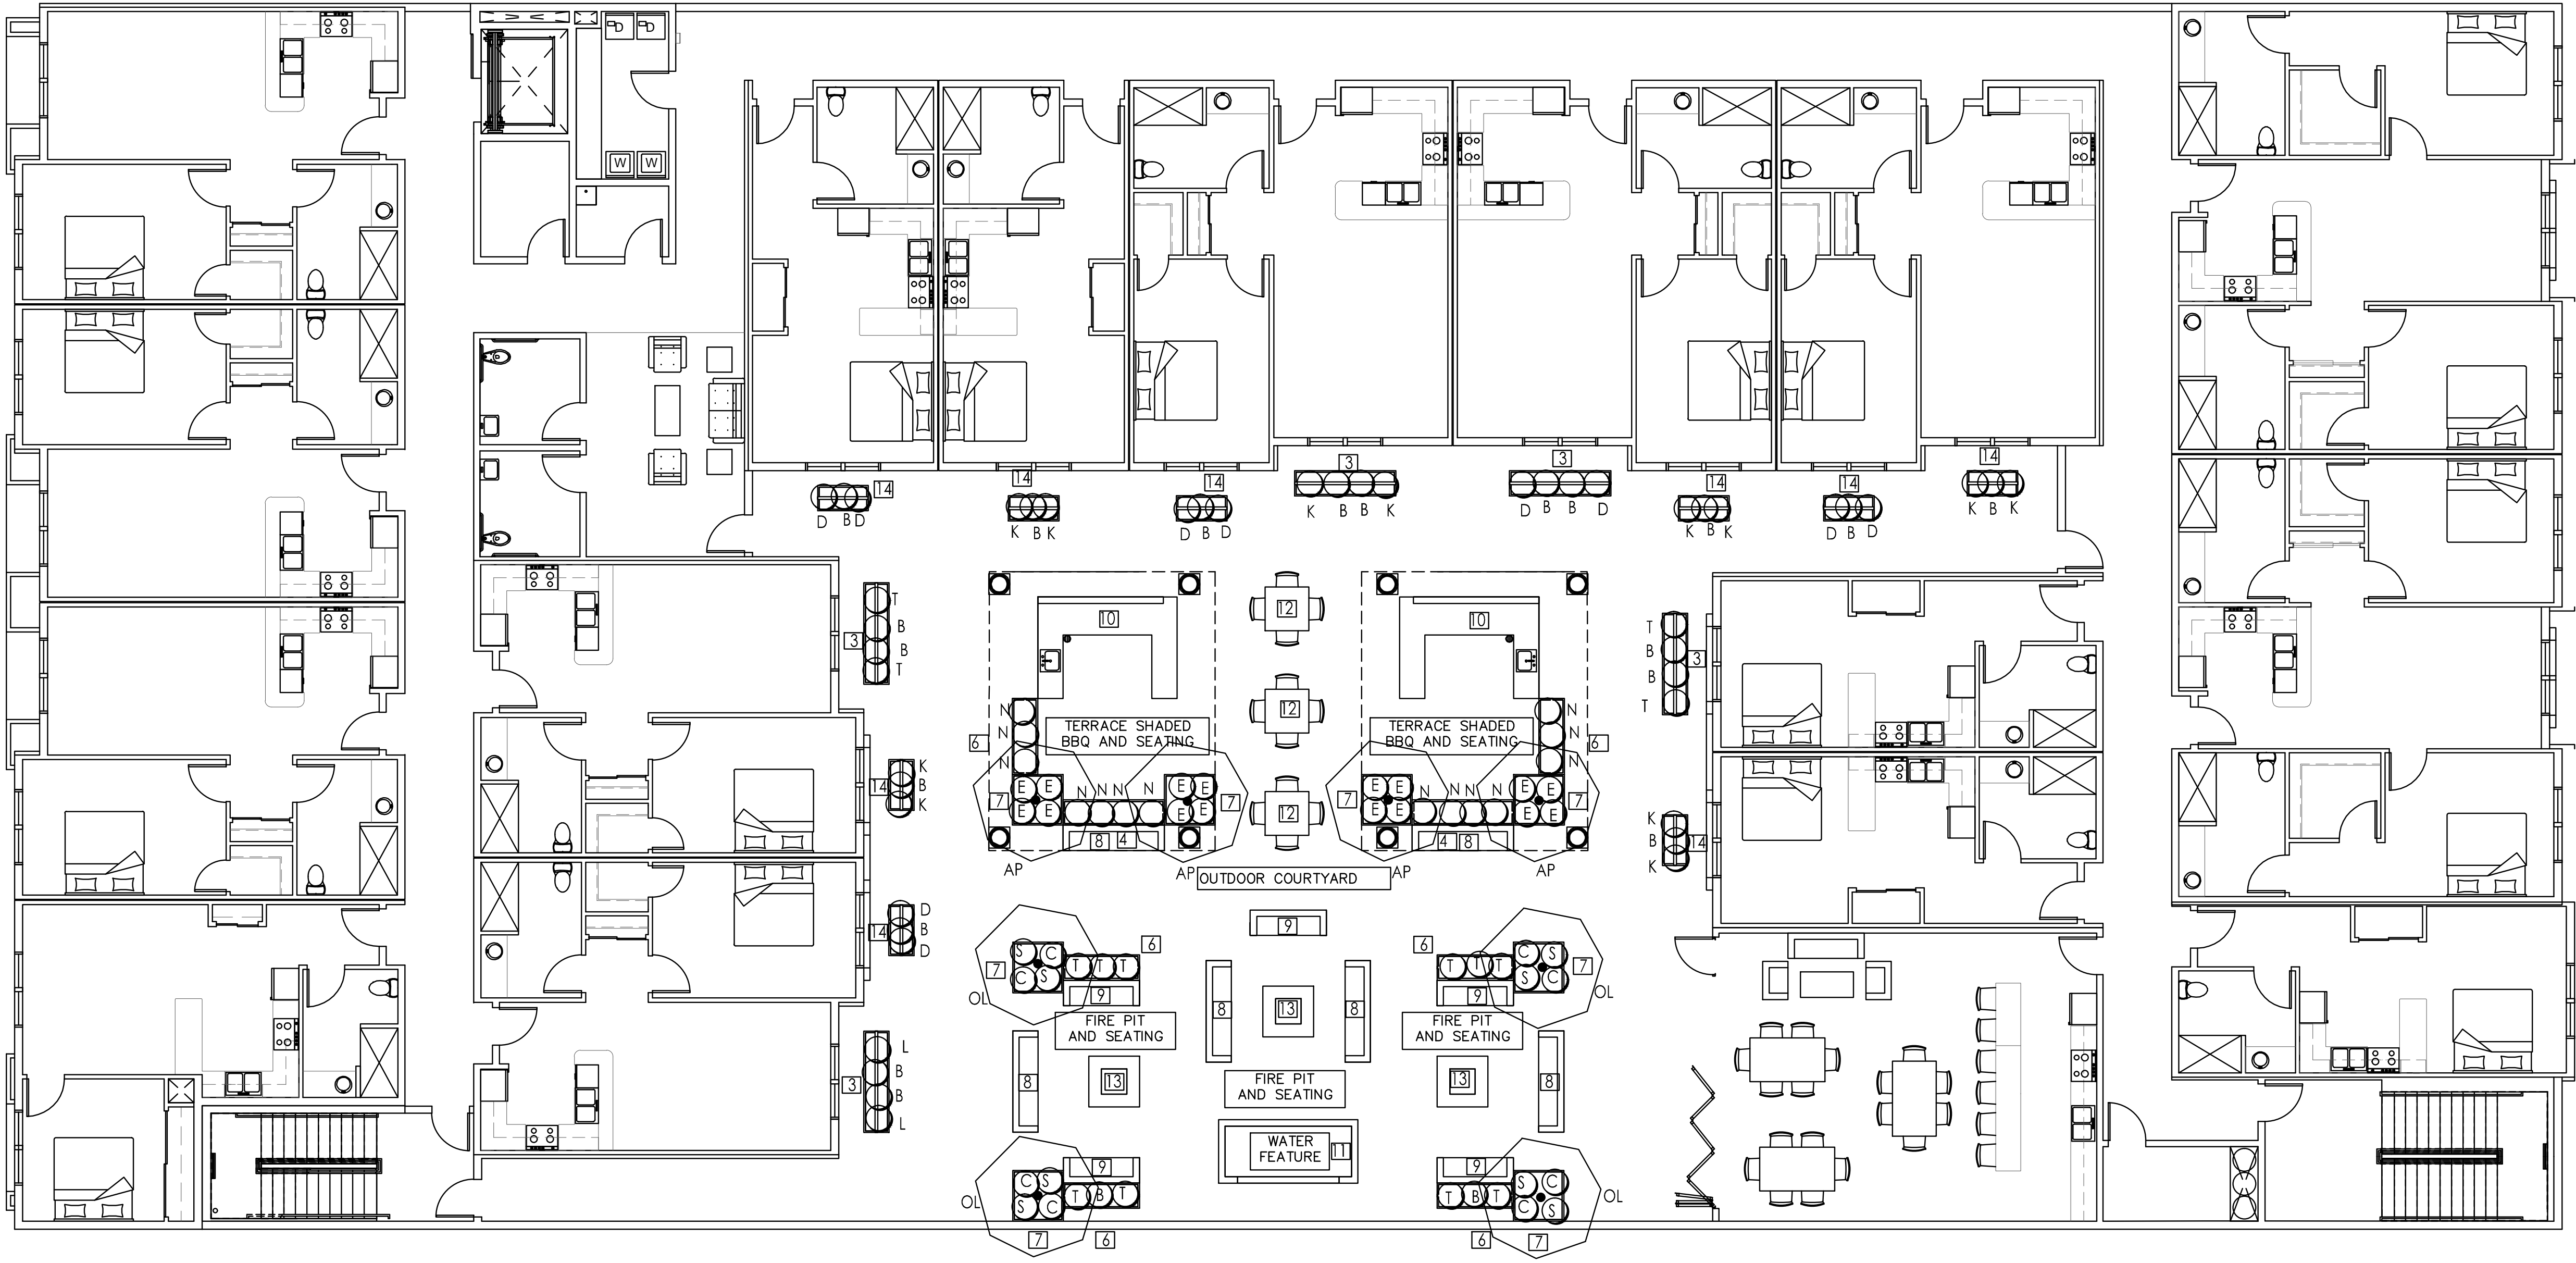 D D
W W
3 3
14 14 14 14 14 14
D B D
K B K
D B D
K B B K
D B B D
K B K
D B D
K B K
T
B
B
T
3
10
12
10
T
B
B
T
3
12
N
N
N
6
TERRACE SHADED
BBQ AND SEATING
TERRACE SHADED
BBQ AND SEATING
N
N
N
6
K
B
K
14
E E
E E
7
N N N N
E E
E E
7
12
E E
E E
7
N N N N
E E
E E
7
K
B
K
14
8 4
4 8
AP AP AP AP
OUTDOOR COURTYARD
D
B
D
14
9
S C
C S
7
T T T
6
OL
9
6
T T T
C S
S C
7
OL
9
8 13 8
FIRE PIT
AND SEATING
FIRE PIT
AND SEATING
L
B
B
L
3
8 13
FIRE PIT
AND SEATING
13 8
WATER
FEATURE
11
9
C S
S C
T B T
OL
7 6
9
T B T
S C
C S
OL
6 7